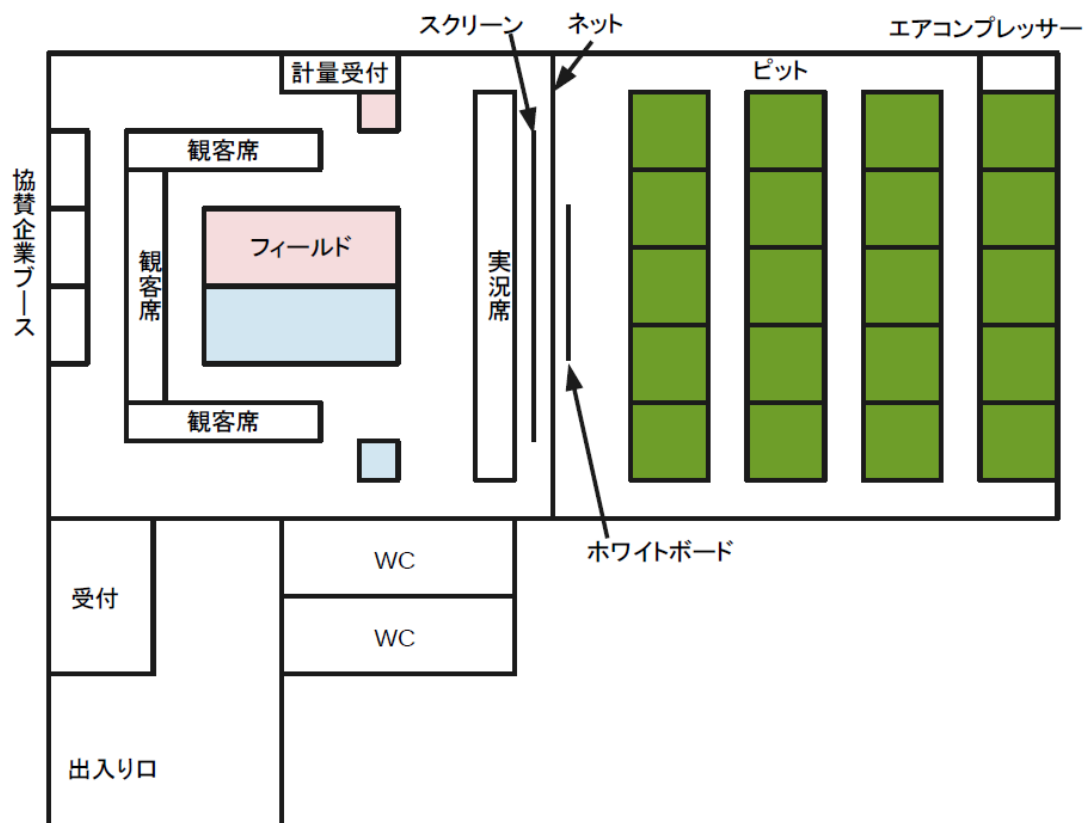 スクリーン
ネット
エアコンプレッサー
計量受付
ピット
観客席
協賛企業ブース
フィールド
観客席
実況席
観客席
ホワイトボード
WC
受付
WC
出入り口